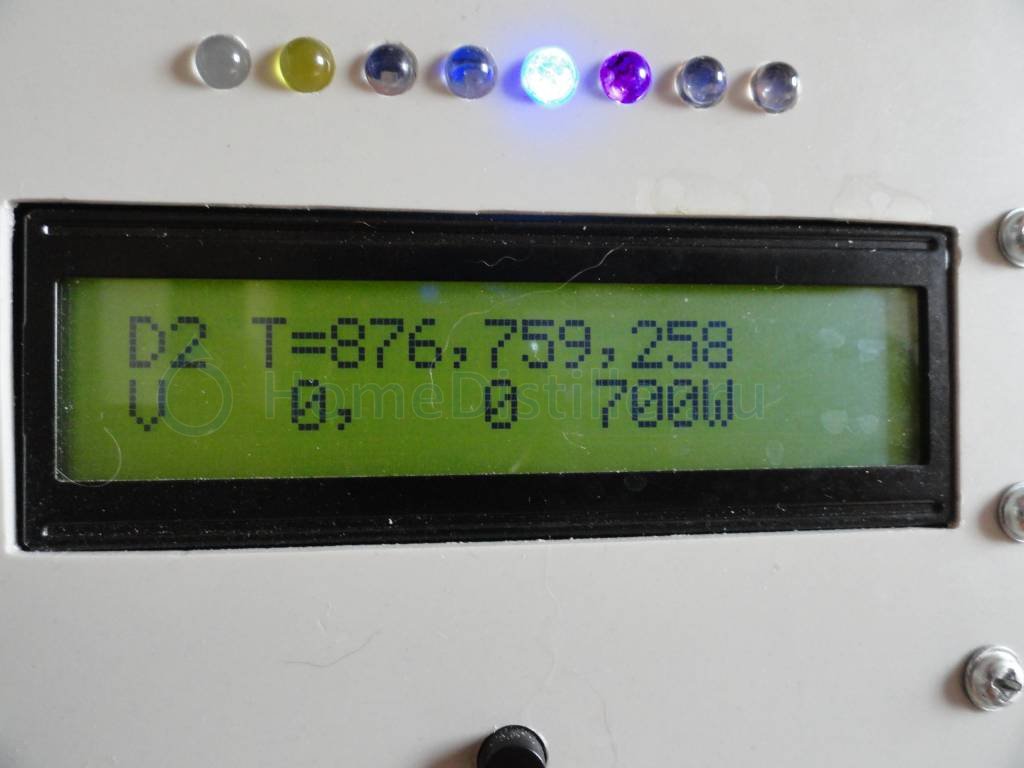 D2 T=876,759,258
V 0, 0 700W
HomeDistiller.ru